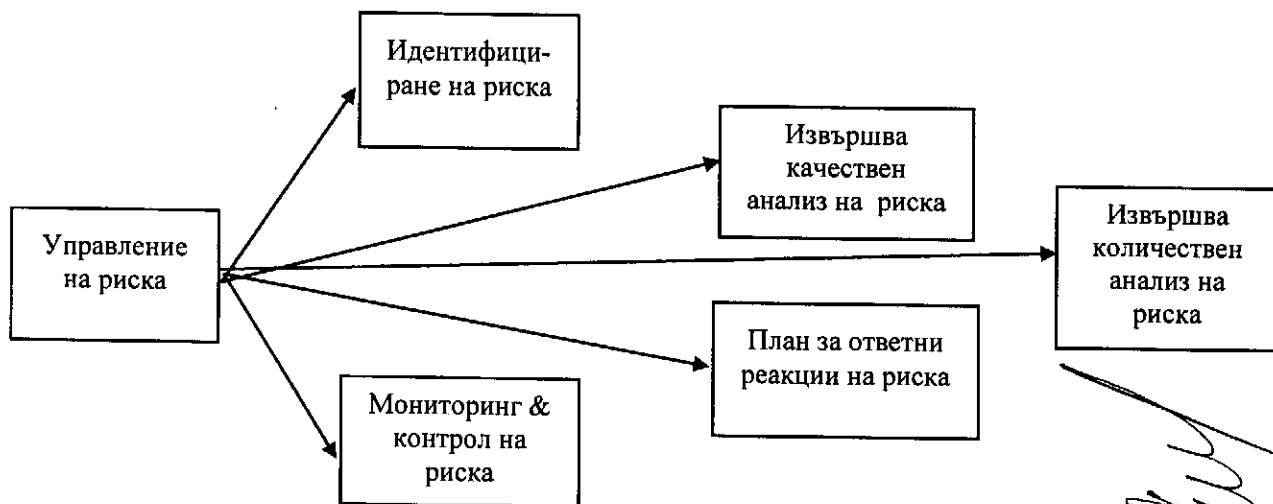 Идентифици-
ране на риска
Извършва
качествен
анализ на риска
Управление
на риска
Извършва
количествен
анализ на
риска
План за ответни
реакции на риска
Мониторинг &
контрол на
риска